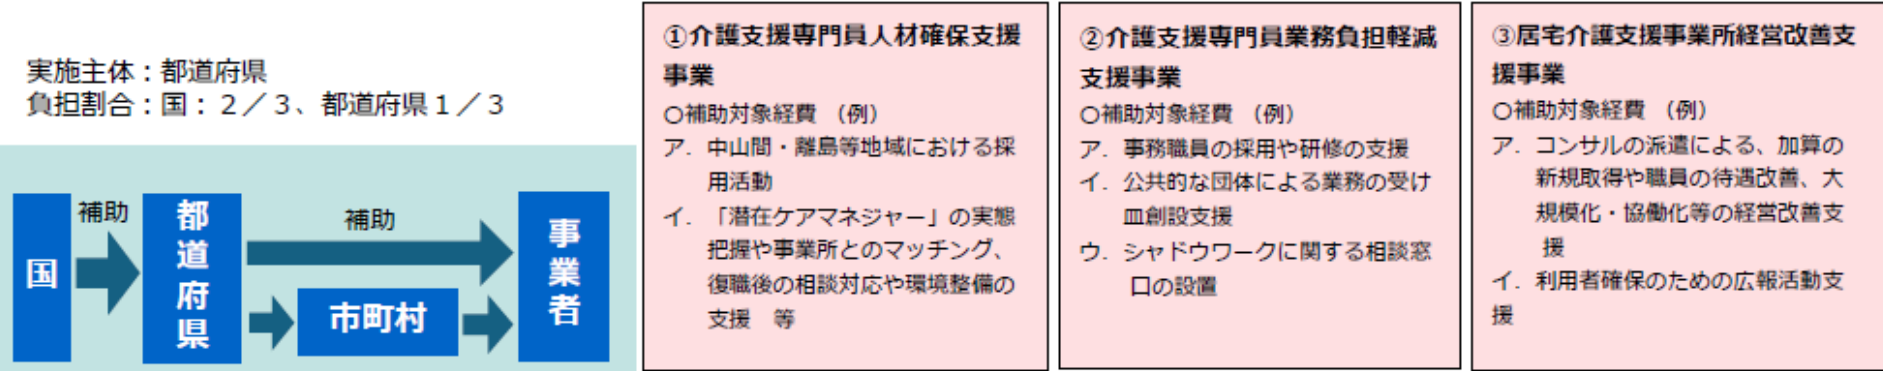 実施主体：都道府県
負担割合：国：２／３、都道府県１／３
国
補助
都道府県
補助
市町村
事業者
①介護支援専門員人材確保支援
事業
〇補助対象経費 （例）
ア．中山間・離島等地域における採
用活動
イ．「潜在ケアマネジャー」の実態
把握や事業所とのマッチング、
復職後の相談対応や環境整備の
支援　等
②介護支援専門員業務負担軽減
支援事業
〇補助対象経費 （例）
ア．事務職員の採用や研修の支援
イ．公共的な団体による業務の受け
皿創設支援
ウ．シャドウワークに関する相談窓
口の設置
③居宅介護支援事業所経営改善支
援事業
〇補助対象経費 （例）
ア．コンサルの派遣による、加算の
新規取得や職員の待遇改善、大
規模化・協働化等の経営改善支
援
イ．利用者確保のための広報活動支
援